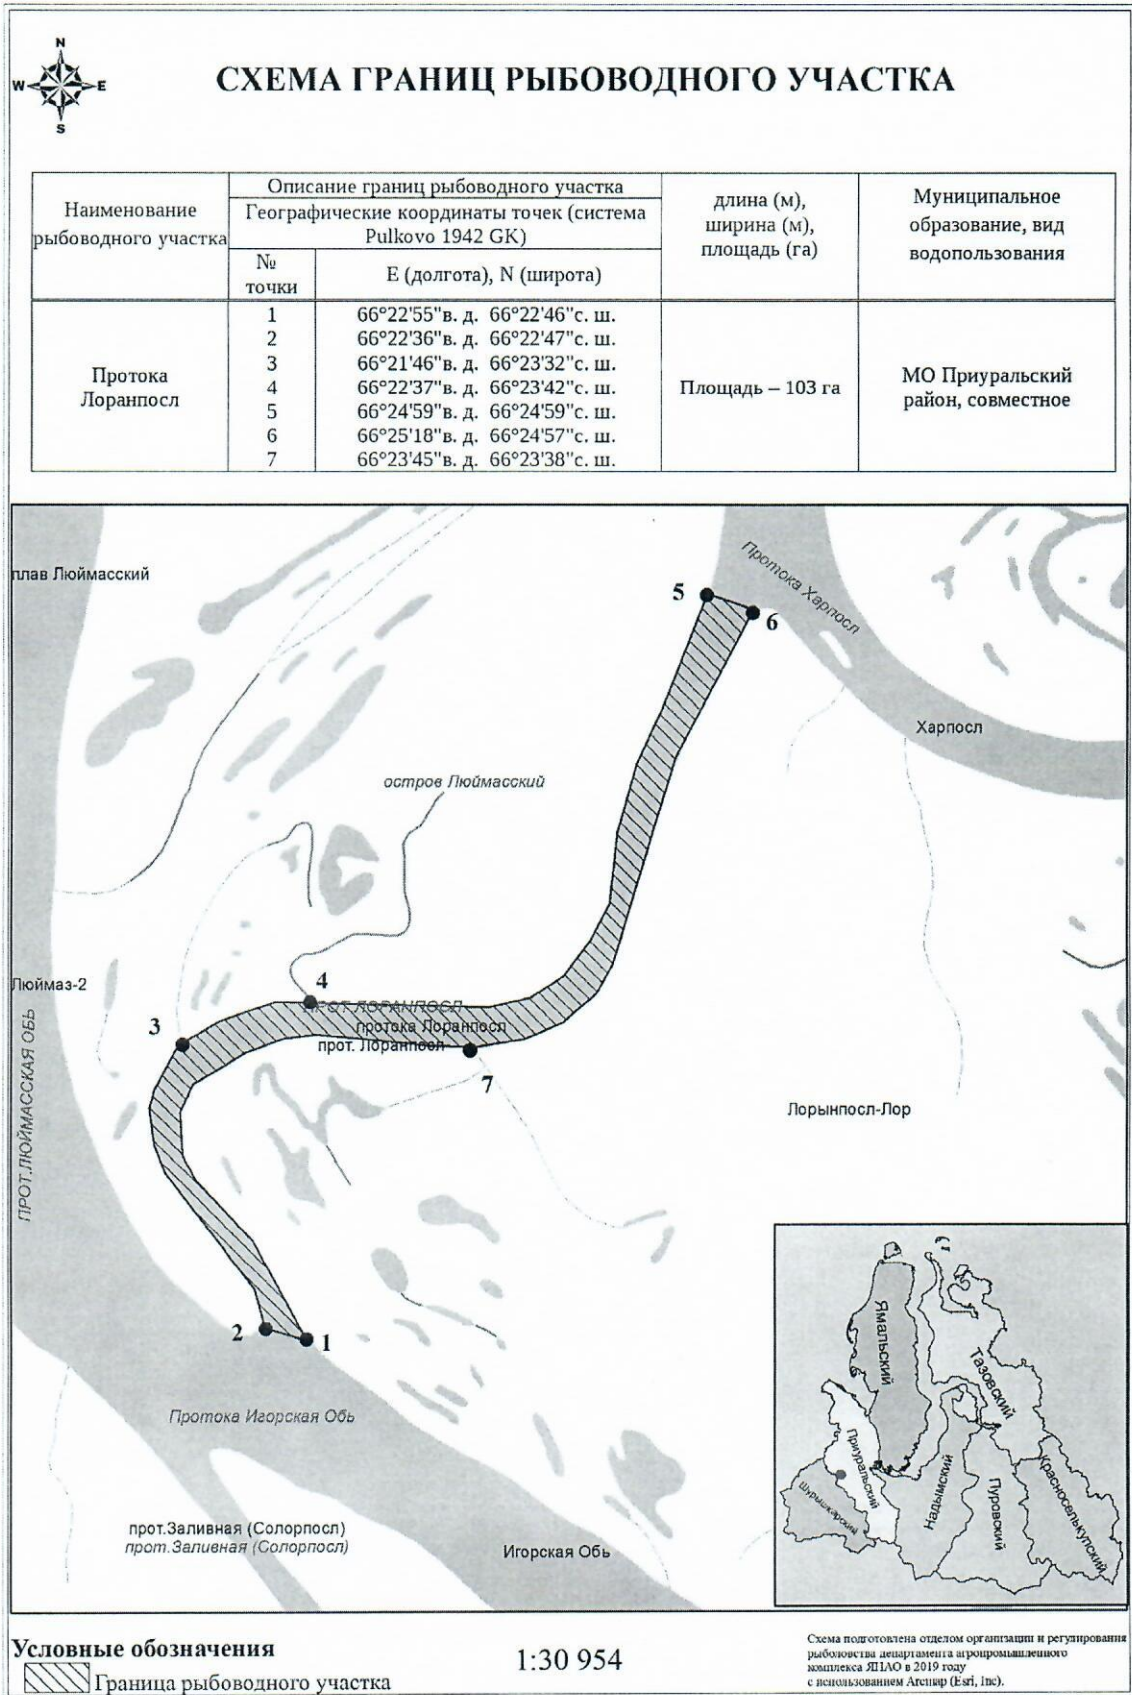 N
W E
S
СХЕМА ГРАНИЦ РЫБОВОДНОГО УЧАСТКА
Наименование
рыбоводного участка
Описание границ рыбоводного участка
Географические координаты точек (система
Pulkovo 1942 GK)
№
точки
E (долгота), N (широта)
длина (м),
ширина (м),
площадь (га)
Муниципальное
образование, вид
водопользования
Протока
Лоранпосл
1 66°22'55"в. д. 66°22'46"с. ш.
2 66°22'36"в. д. 66°22'47"с. ш.
3 66°21'46"в. д. 66°23'32"с. ш.
4 66°22'37"в. д. 66°23'42"с. ш.
5 66°24'59"в. д. 66°24'59"с. ш.
6 66°25'18"в. д. 66°24'57"с. ш.
7 66°23'45"в. д. 66°23'38"с. ш.
Площадь – 103 га
МО Приуральский
район, совместное
плав Люймасский
Протока Харпосл
5
6
Харпосл
остров Люймасский
Люймаз-2
4
ПРОТ.ЛОРАНПОСЛ
протока Лоранпосл
прот. Лоранпосл
3
7
ПРОТ.ЛЮЙМАССКАЯ ОБЬ
Лорынпосл-Лор
2
1
Протока Игорская Обь
прот.Заливная (Солорпосл)
прот.Заливная (Солорпосл)
Игорская Обь
Ямальский
Тазовский
Приуральский
Шурышкарский
Надымский
Пуровский
Красноселькупский
Условные обозначения
Граница рыбоводного участка
1:30 954
Схема подготовлена отделом организации и регулирования
рыболовства департамента агропромышленного
комплекса ЯНАО в 2019 году
с использованием Arcmap (Esri, Inc).